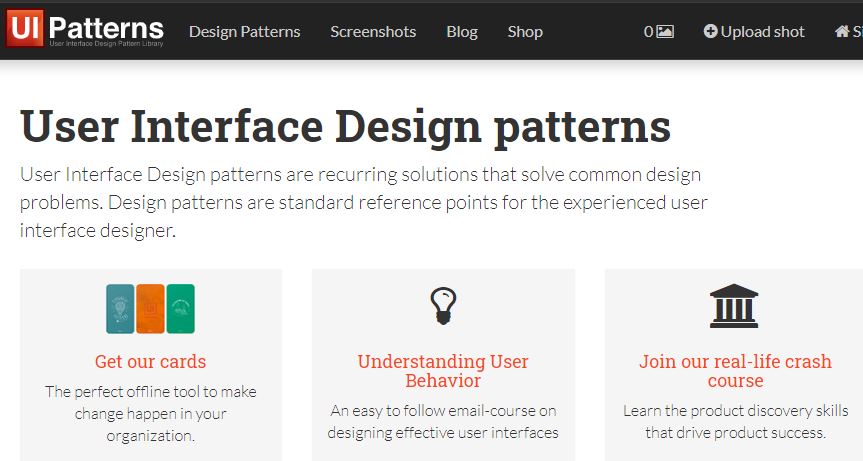 UI Patterns
User Interface Design Pattern Library
Design Patterns Screenshots Blog Shop 0 Upload shot
User Interface Design patterns
User Interface Design patterns are recurring solutions that solve common design
problems. Design patterns are standard reference points for the experienced user
interface designer.
Get our cards
The perfect offline tool to make
change happen in your
organization.
Understanding User
Behavior
An easy to follow email-course on
designing effective user interfaces
Join our real-life crash
course
Learn the product discovery skills
that drive product success.